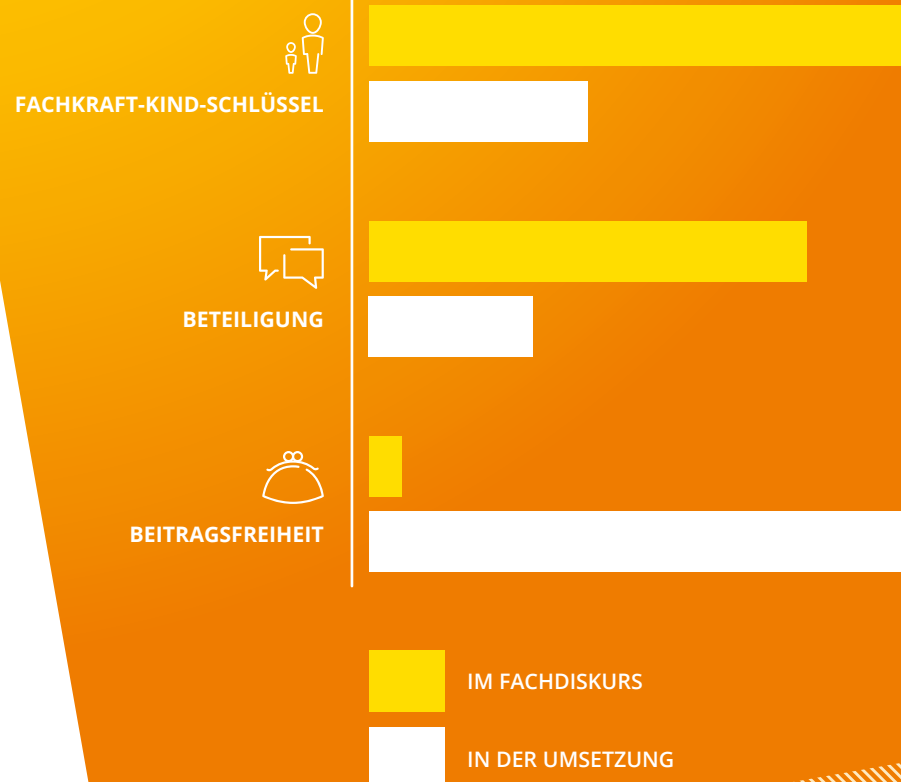 FACHKRAFT-KIND-SCHLÜSSEL
BETEILIGUNG
BEITRAGSFREIHEIT
IM FACHDISKURS
IN DER UMSETZUNG